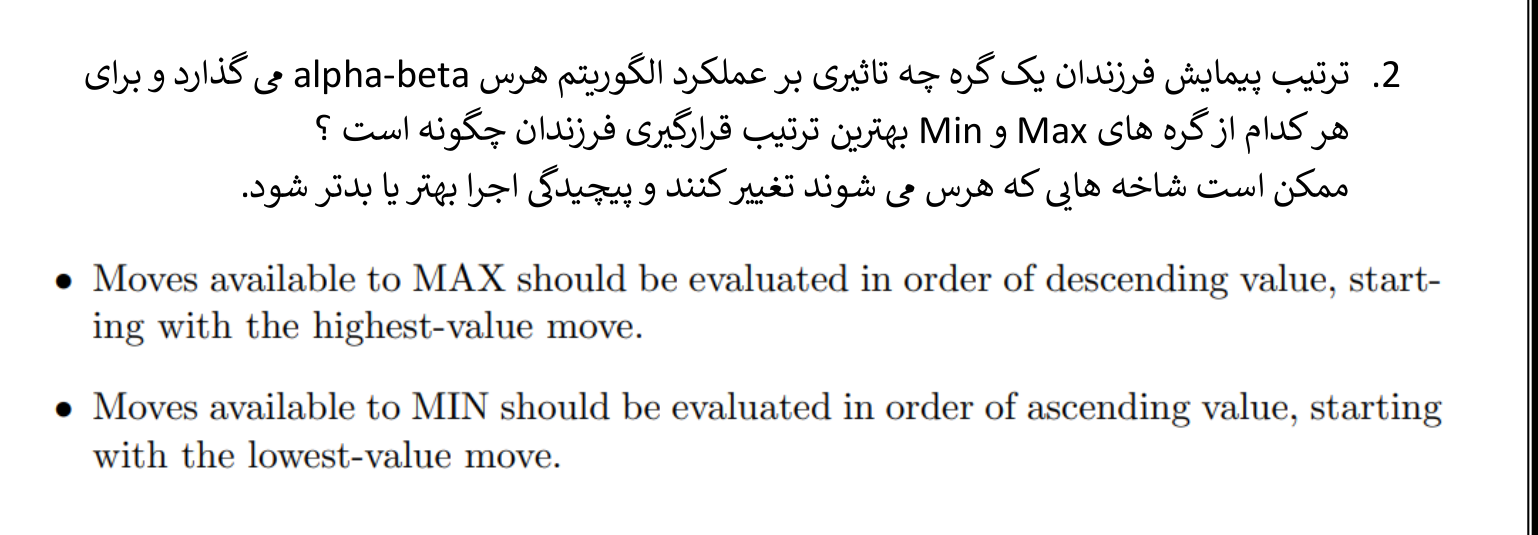 2. ترتیب پیمایش فرزندان یک گره چه تاثیری بر عملکرد الگوریتم هرس alpha-beta می گذارد و برای
هر کدام از گره های Max و Min بهترین ترتیب قرارگیری فرزندان چگونه است ؟
ممکن است شاخه هایی که هرس می شوند تغییر کنند و پیچیدگی اجرا بهتر یا بدتر شود.
• Moves available to MAX should be evaluated in order of descending value, start-
ing with the highest-value move.
• Moves available to MIN should be evaluated in order of ascending value, starting
with the lowest-value move.